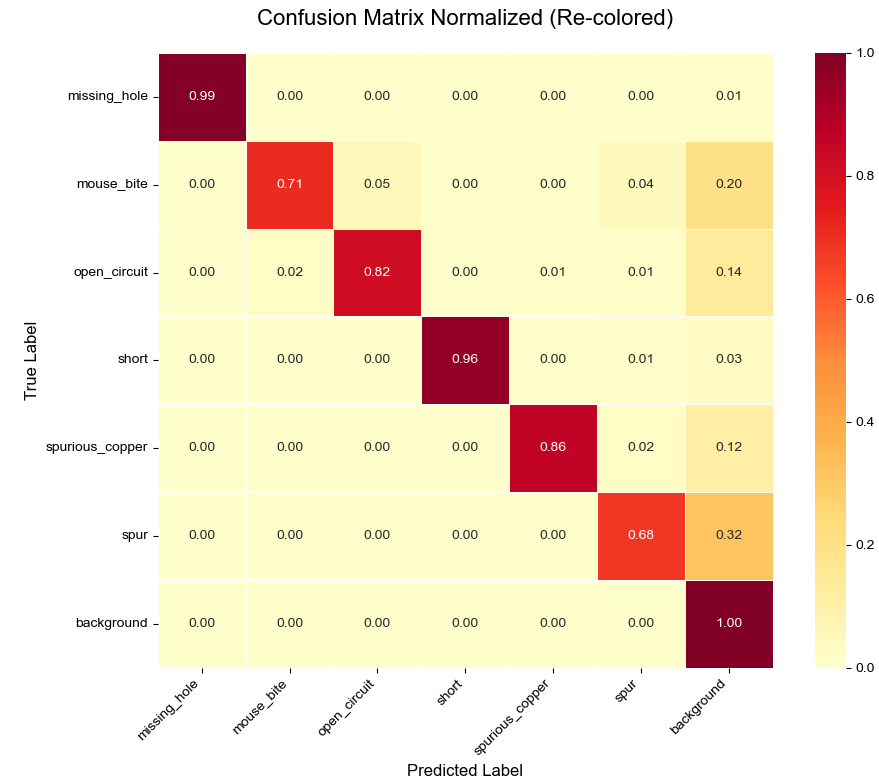 Confusion Matrix Normalized (Re-colored)
1.0
missing_hole 0.99 0.00 0.00 0.00 0.00 0.00 0.01
mouse_bite 0.00 0.71 0.05 0.00 0.00 0.04 0.20
0.8
open_circuit 0.00 0.02 0.82 0.00 0.01 0.01 0.14
0.6
True Label
short 0.00 0.00 0.00 0.96 0.00 0.01 0.03
0.4
spurious_copper 0.00 0.00 0.00 0.00 0.86 0.02 0.12
spur 0.00 0.00 0.00 0.00 0.00 0.68 0.32
0.2
background 0.00 0.00 0.00 0.00 0.00 0.00 1.00
0.0
missing_hole mouse_bite open_circuit short spurious_copper spur background
Predicted Label